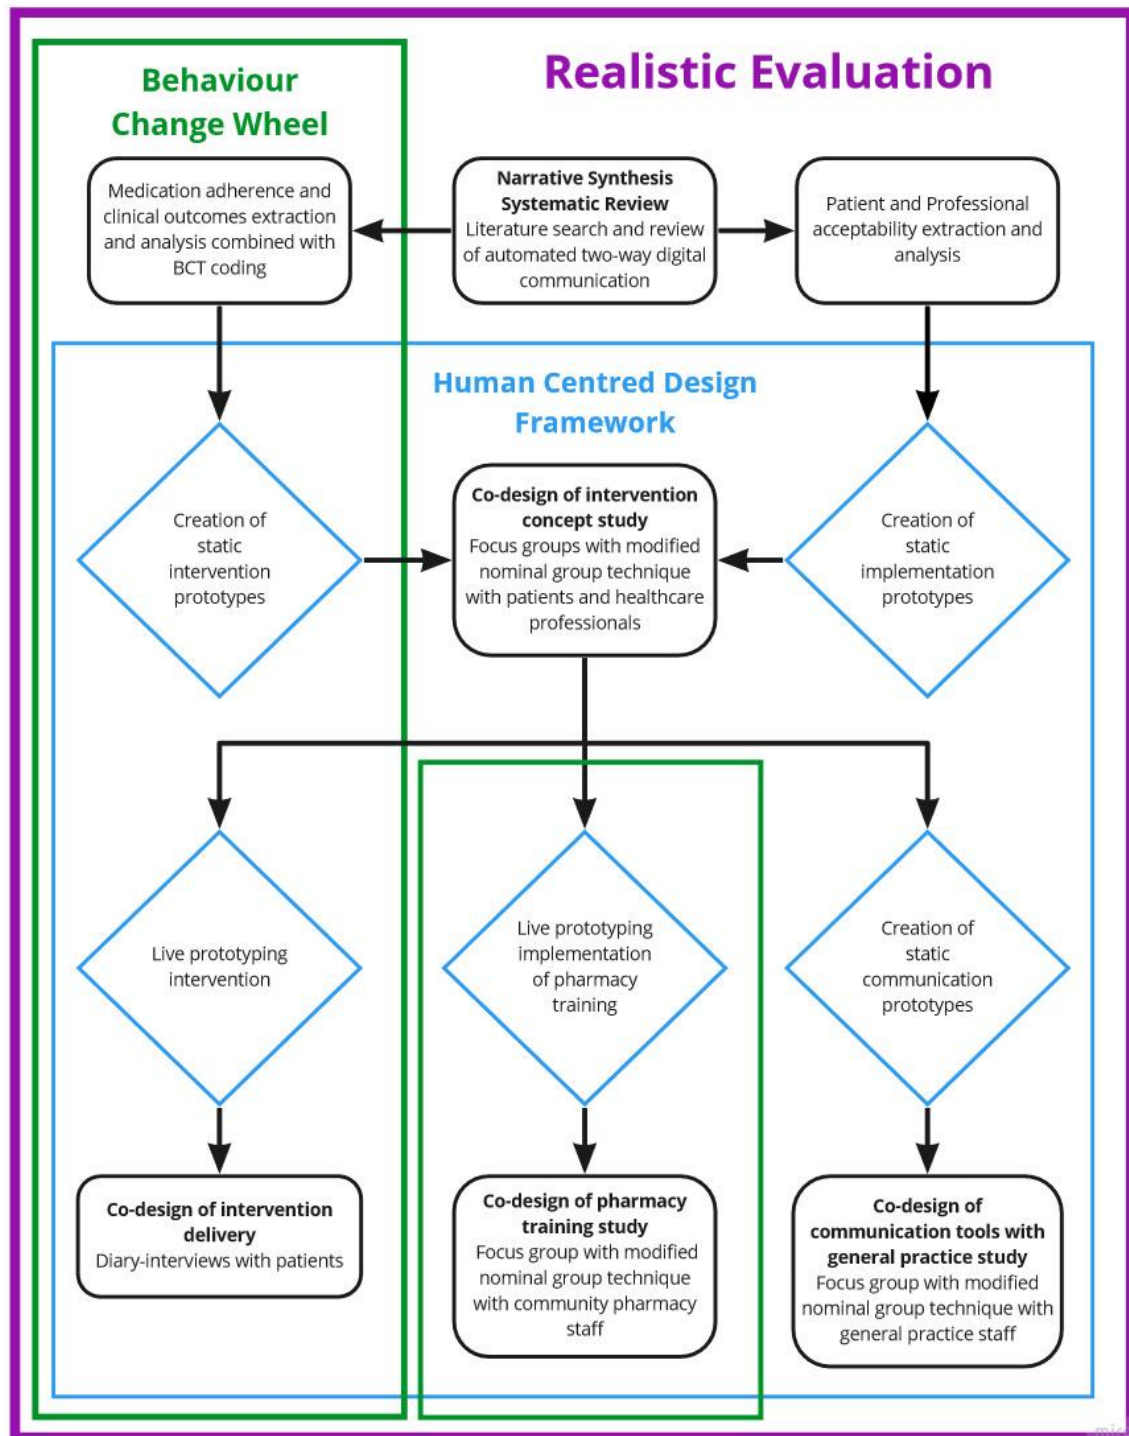 Realistic Evaluation
Behaviour
Change Wheel
Medication adherence and
clinical outcomes extraction
and analysis combined with
BCT coding
Narrative Synthesis
Systematic Review
Literature search and review
of automated two-way digital
communication
Patient and Professional
acceptability extraction and
analysis
Human Centred Design
Framework
Creation of
static
intervention
prototypes
Co-design of intervention
concept study
Focus groups with modified
nominal group technique
with patients and healthcare
professionals
Creation of
static
implementation
prototypes
Live prototyping
intervention
Live prototyping
implementation
of pharmacy
training
Creation of
static
communication
prototypes
Co-design of intervention
delivery
Diary-interviews with patients
Co-design of pharmacy
training study
Focus group with modified
nominal group technique
with community pharmacy
staff
Co-design of
communication tools with
general practice study
Focus group with modified
nominal group technique with
general practice staff